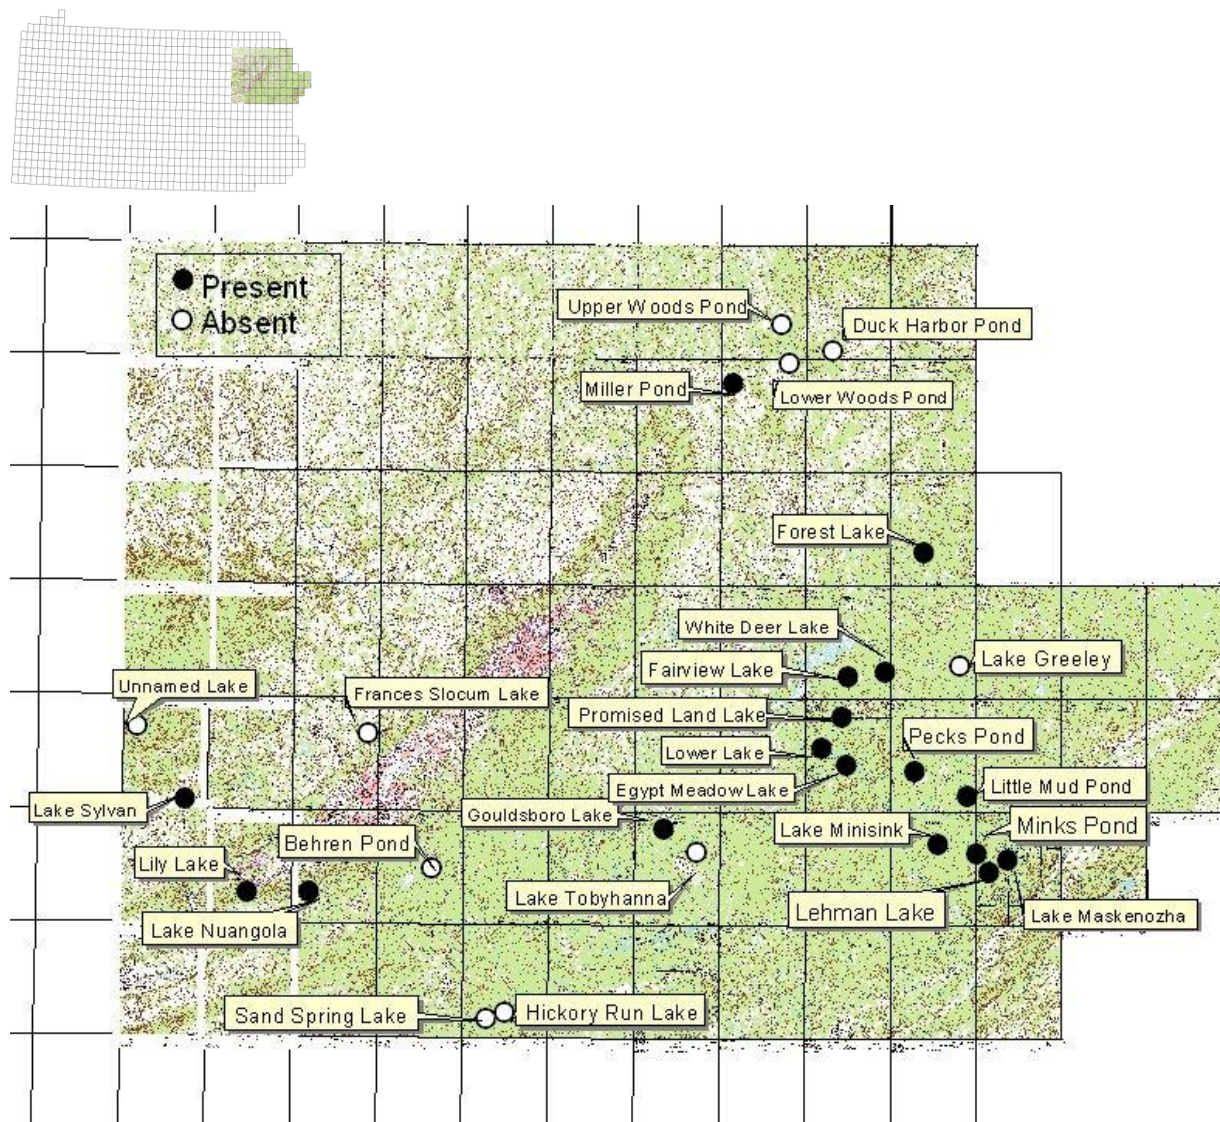 Present
Absent
Upper Woods Pond
Duck Harbor Pond
Miller Pond
Lower Woods Pond
Forest Lake
White Deer Lake
Lake Greeley
Fairview Lake
Unnamed Lake
Frances Slocum Lake
Promised Land Lake
Pecks Pond
Lower Lake
Egypt Meadow Lake
Little Mud Pond
Lake Sylvan
Gouldsboro Lake
Lake Minisink
Minks Pond
Behren Pond
Lily Lake
Lake Tobyhanna
Lehman Lake
Lake Maskenozha
Lake Nuangola
Sand Spring Lake
Hickory Run Lake